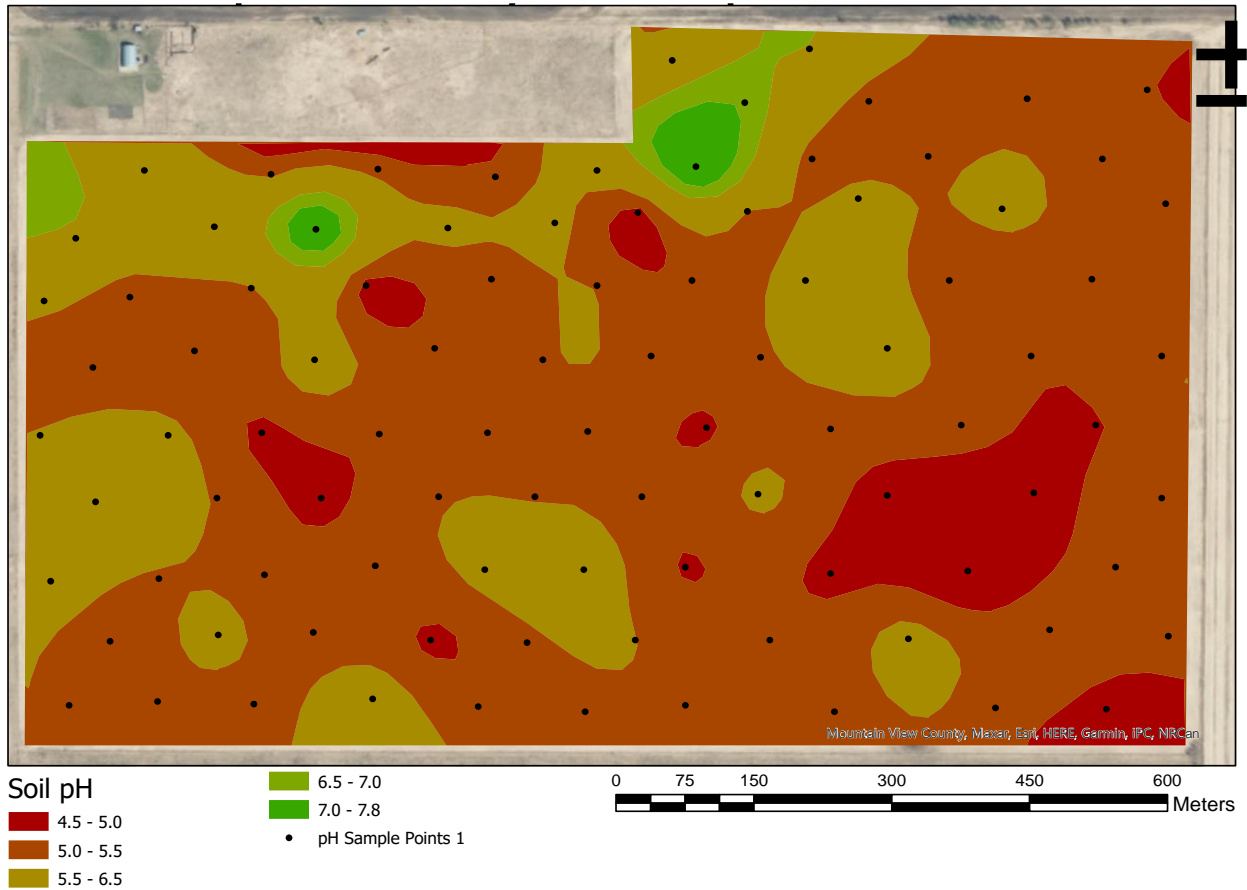 Mountain View County, Maxar, Esri, HERE, Garmin, IPC, NRCan
Soil pH
4.5 - 5.0
5.0 - 5.5
5.5 - 6.5
6.5 - 7.0
7.0 - 7.8
pH Sample Points 1
0 75 150 300 450 600
Meters